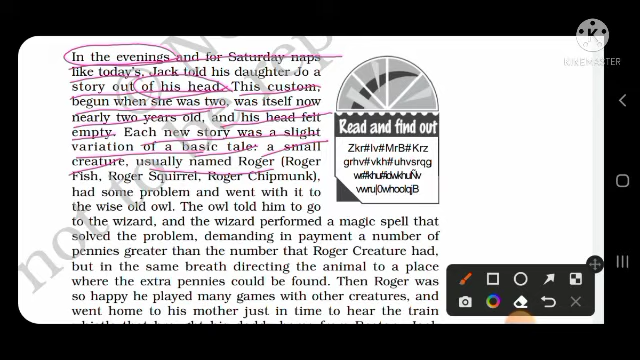 In the evenings and for Saturday naps
like today's, Jack told his daughter Jo a
story out of his head. This custom,
begun when she was two, was itself now
nearly two years old, and his head felt
empty. Each new story was a slight
variation of a basic tale: a small
creature, usually named Roger (Roger
Fish, Roger Squirrel, Roger Chipmunk),
had some problem and went with it to
the wise old owl. The owl told him to go
to the wizard, and the wizard performed a magic spell that
solved the problem, demanding in payment a number of
pennies greater than the number that Roger Creature had,
but in the same breath directing the animal to a place
where the extra pennies could be found. Then Roger was
so happy he played many games with other creatures, and
went home to his mother just in time to hear the train
Read and find out
Zkr#Iv#MrB#Krz
grhv#vkh#uhvsrqg
KINEMASTER
not to be